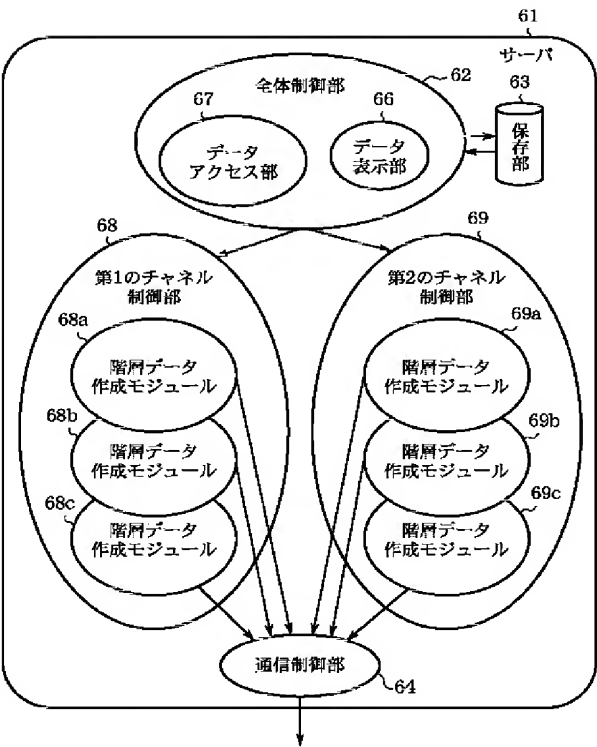 61
サーバ
62
全体制御部
63
保存部
67
データ
アクセス部
66
データ
表示部
68
第1のチャネル
制御部
68a
階層データ
作成モジュール
68b
階層データ
作成モジュール
68c
階層データ
作成モジュール
69
第2のチャネル
制御部
69a
階層データ
作成モジュール
69b
階層データ
作成モジュール
69c
階層データ
作成モジュール
通信制御部
64